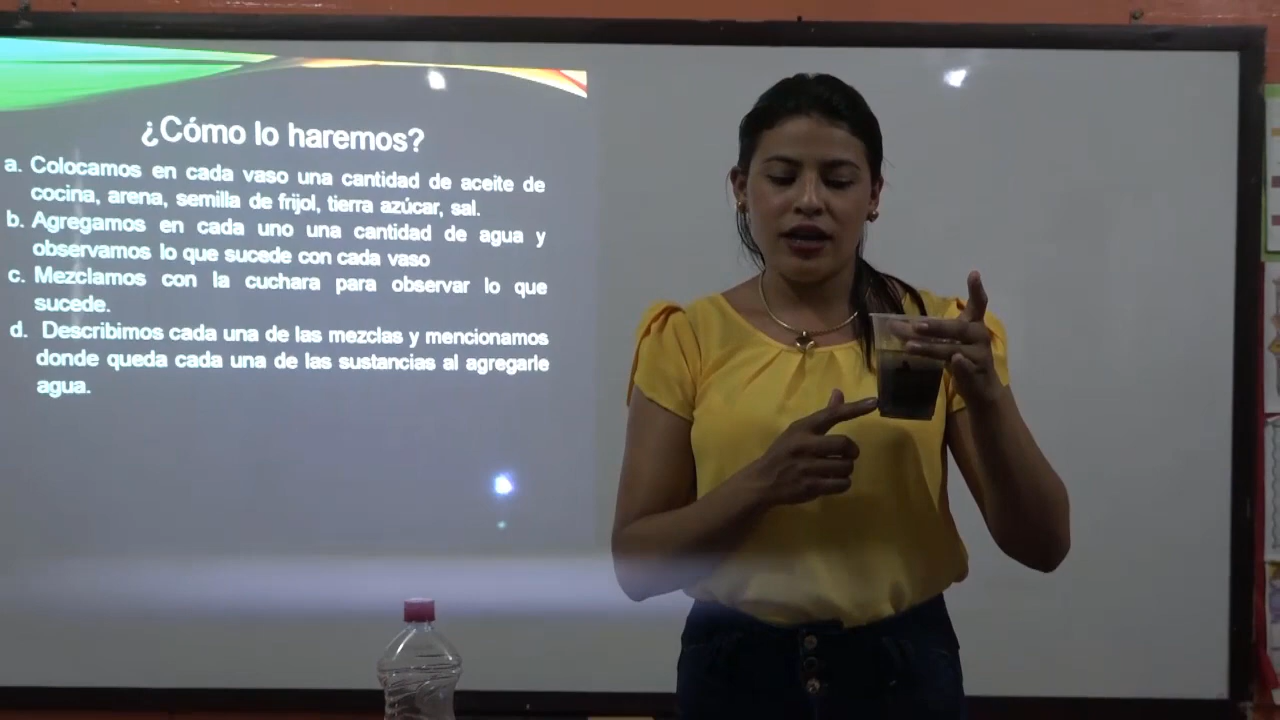 ¿Cómo lo haremos?
a. Colocamos en cada vaso una cantidad de aceite de
cocina, arena, semilla de frijol, tierra azúcar, sal.
b. Agregamos en cada uno una cantidad de agua y
observamos lo que sucede con cada vaso
c. Mezclamos con la cuchara para observar lo que
sucede.
d. Describimos cada una de las mezclas y mencionamos
donde queda cada una de las sustancias al agregarle
agua.